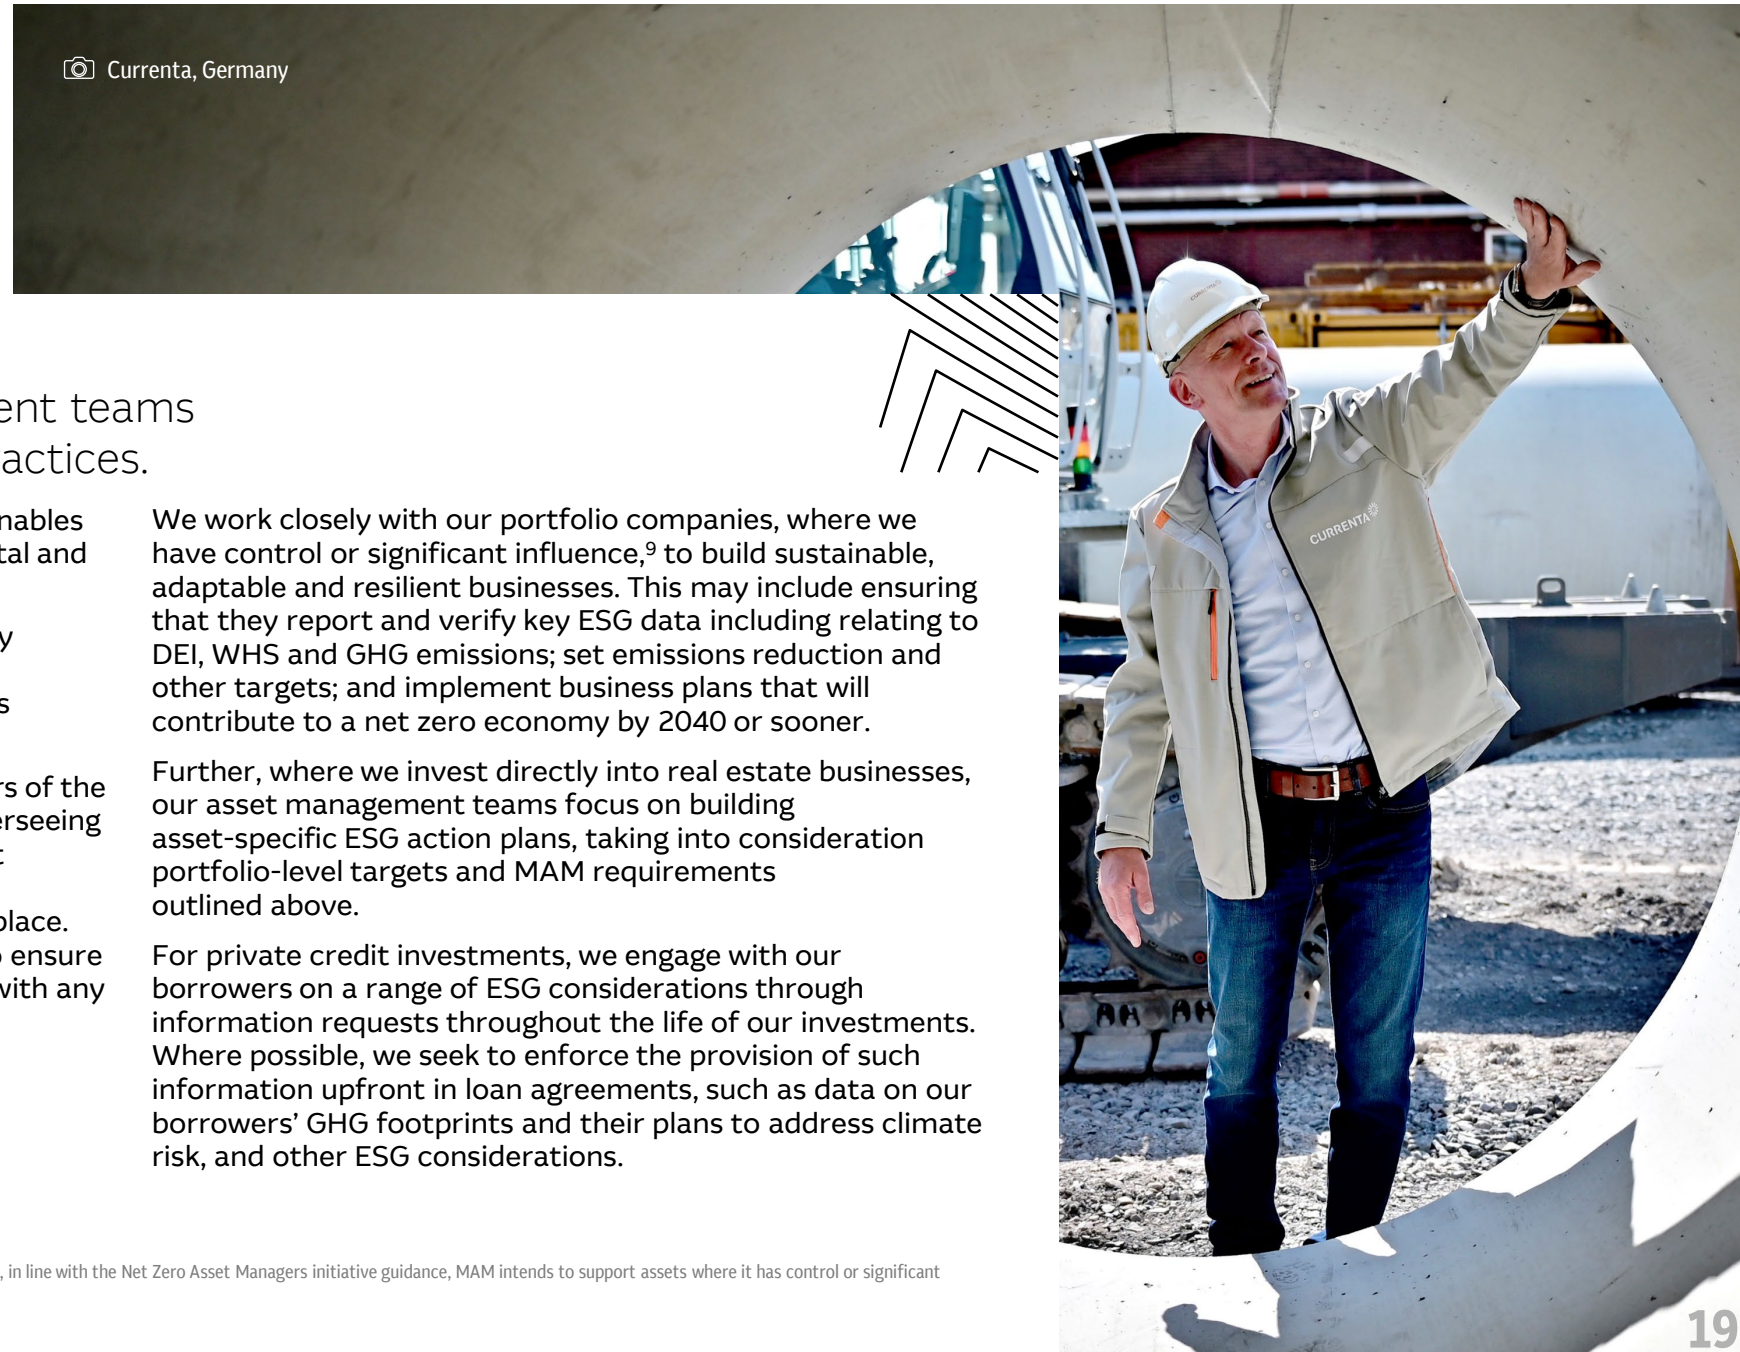 Currenta, Germany
ent teams
actices.
nables
tal and
y
s
rs of the
erseeing
t
place.
o ensure
with any
We work closely with our portfolio companies, where we
have control or significant influence,⁹ to build sustainable,
adaptable and resilient businesses. This may include ensuring
that they report and verify key ESG data including relating to
DEI, WHS and GHG emissions; set emissions reduction and
other targets; and implement business plans that will
contribute to a net zero economy by 2040 or sooner.
Further, where we invest directly into real estate businesses,
our asset management teams focus on building
asset-specific ESG action plans, taking into consideration
portfolio-level targets and MAM requirements
outlined above.
For private credit investments, we engage with our
borrowers on a range of ESG considerations through
information requests throughout the life of our investments.
Where possible, we seek to enforce the provision of such
information upfront in loan agreements, such as data on our
borrowers’ GHG footprints and their plans to address climate
risk, and other ESG considerations.
CURRENTA
CURRENTA
, in line with the Net Zero Asset Managers initiative guidance, MAM intends to support assets where it has control or significant
19